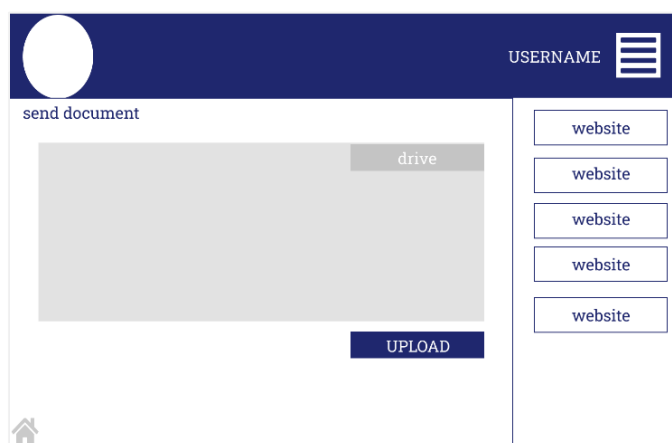 USERNAME
send document
drive
UPLOAD
website
website
website
website
website